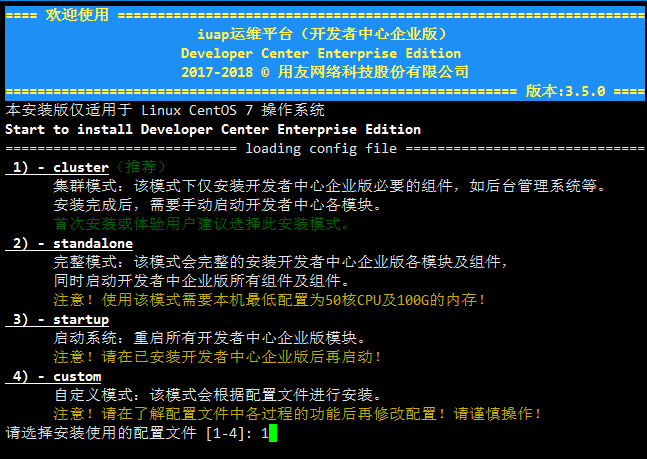 ==== 欢迎使用 ==================================================================
iuap运维平台（开发者中心企业版）
Developer Center Enterprise Edition
2017-2018 © 用友网络科技股份有限公司
================================================================ 版本:3.5.0 ====
本安装版仅适用于 Linux CentOS 7 操作系统
Start to install Developer Center Enterprise Edition
============================= loading config file ==============================
1) - cluster（推荐）
集群模式：该模式下仅安装开发者中心企业版必要的组件，如后台管理系统等。
安装完成后，需要手动启动开发者中心各模块。
首次安装或体验用户建议选择此安装模式。
2) - standalone
完整模式：该模式会完整的安装开发者中心企业版各模块及组件，
同时启动开发者中企业版所有组件及组件。
注意！使用该模式需要本机最低配置为50核CPU及100G的内存！
3) - startup
启动系统：重启所有开发者中心企业版模块。
注意！请在已安装开发者中心企业版后再启动！
4) - custom
自定义模式：该模式会根据配置文件进行安装。
注意！请在了解配置文件中各过程的功能后再修改配置！请谨慎操作！
请选择安装使用的配置文件 [1-4]: 1